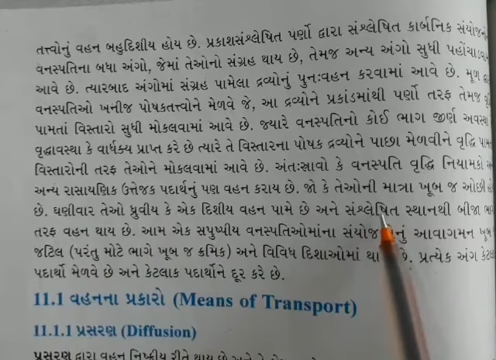 તત્ત્વોનું વહન બહુદિશીય હોય છે. પ્રકાશસંશ્લેષિત પર્ણો દ્વારા સંશ્લેષિત કાર્બનિક
વનસ્પતિના બધા અંગો, જેમાં તેઓનો સંગ્રહ થાય છે, તેમજ અન્ય અંગો સુધી
આવે છે. ત્યારબાદ અંગોમાં સંગ્રહ પામેલા દ્રવ્યોનું પુનઃવહન કરવામાં આવે છે. મૂળ
વનસ્પતિઓ ખનીજ પોષકતત્ત્વોને મેળવે જે, આ દ્રવ્યોને પ્રકાંડમાંથી પર્ણો તરફ તેમજ
પામતાં વિસ્તારો સુધી મોકલવામાં આવે છે. જ્યારે વનસ્પતિનો કોઈ ભાગ જીર્ણ
વૃદ્ધાવસ્થા કે વાર્ધક્ય પ્રાપ્ત કરે છે ત્યારે તે વિસ્તારના પોષક દ્રવ્યોને પાછા મેળવીને વૃદ્ધિ
વિસ્તારોની તરફ તેઓને મોકલવામાં આવે છે. અંતઃસ્રાવો કે વનસ્પતિ વૃદ્ધિ નિયામકો
અન્ય રાસાયણિક ઉત્તેજક પદાર્થનું પણ વહન કરાય છે. જો કે તેઓની માત્રા ખૂબ જ ઓછી
છે. ઘણીવાર તેઓ ધ્રુવીય કે એક દિશીય વહન પામે છે અને સંશ્લેષિત સ્થાનથી બીજા
તરફ વહન થાય છે. આમ એક સપુષ્પીય વનસ્પતિઓમાંના આવાગમન ખૂબ
જટિલ (પરંતુ મોટે ભાગે ખૂબ જ ક્રમિક) અને વિવિધ દિશાઓમાં છે. પ્રત્યેક અંગ
પદાર્થો મેળવે છે અને કેટલાક પદાર્થોને દૂર કરે છે.
11.1 વહનના પ્રકારો (Means of Transport)
11.1.1 પ્રસરણ (Diffusion)
પ્રસરણ દ્વારા વહન નિષ્ક્રીય રીતે થાય છે અને